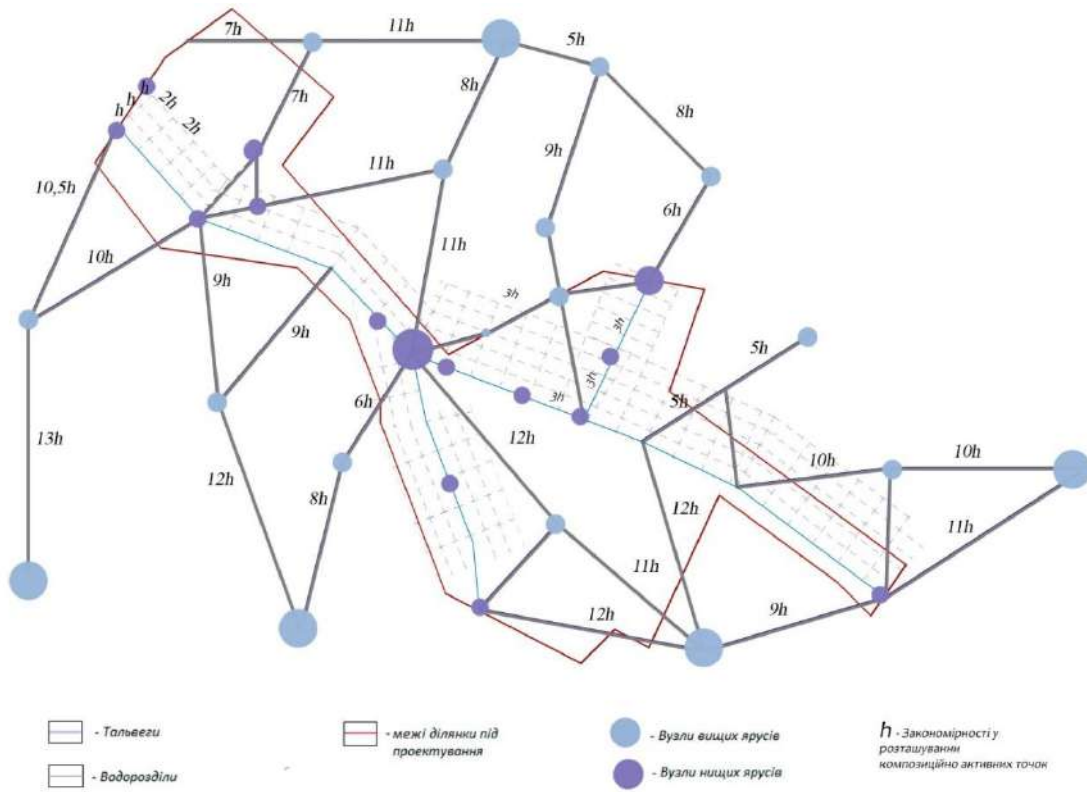 7h
11h
5h
8h
7h
8h
h
h
h
2h
2h
9h
11h
10,5h
6h
11h
10h
9h
3h
9h
3h
5h
3h
3h
5h
6h
12h
13h
10h
10h
12h
8h
12h
11h
11h
12h
9h
- Тальвеги
- Водорозділи
- межі ділянки під
проектування
- Вузли вищих ярусів
- Вузли нищих ярусів
h - Закономірності у
розташуванн
композиційно активних точок